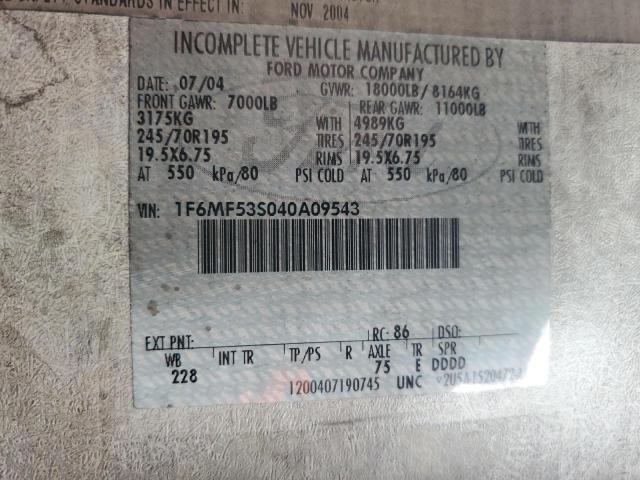 STANDARDS IN EFFECT IN:
NOV 2004
INCOMPLETE VEHICLE MANUFACTURED BY
FORD MOTOR COMPANY
DATE: 07/04 GVWR: 18000LB/ 8164KG
FRONT GAWR: 7000LB REAR GAWR: 11000LB
3175KG WITH 4989KG WITH
245/70R195 TIRES 245/70R195 TIRES
19.5X6.75 RIMS 19.5X6.75 RIMS
AT 550 kPa/80 PSI COLD AT 550 kPa/80 PSI COLD
VIN: 1F6MF53S040A09543
EXT PNT: RC: 86 DSO:
WB INT TR TP/PS R AXLE TR SPR
228 75 E DDDD
1200407190745 UNC